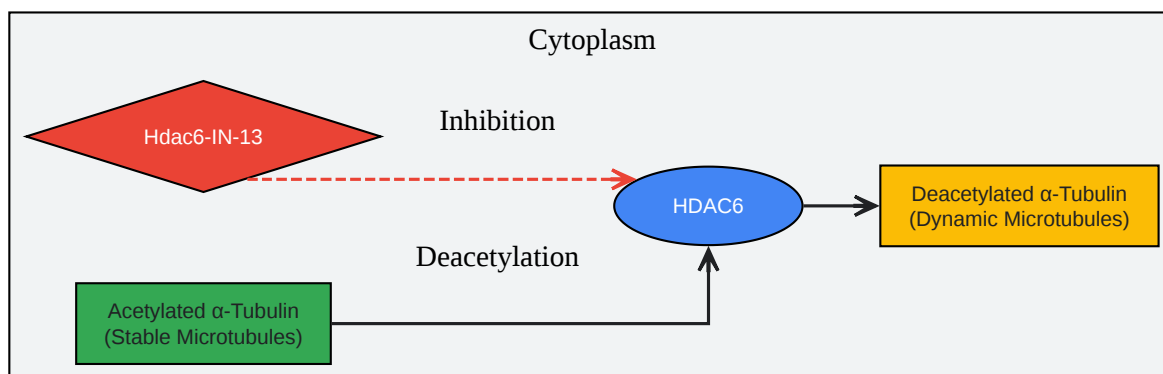 Cytoplasm
Hdac6-IN-13
Inhibition
HDAC6
Deacetylated α-Tubulin
(Dynamic Microtubules)
Deacetylation
Acetylated α-Tubulin
(Stable Microtubules)